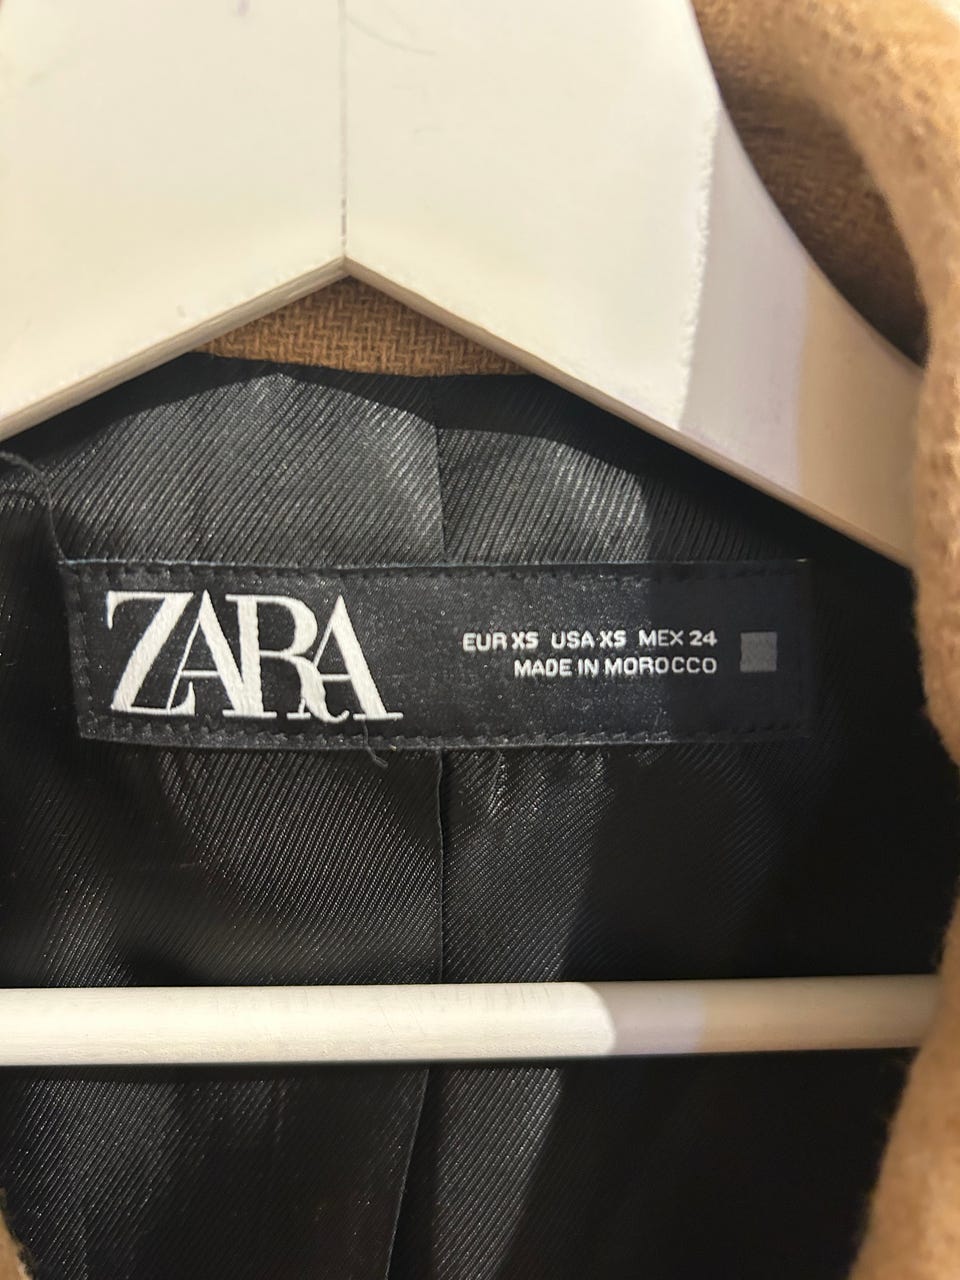 ZARA
EUR XS USA XS MEX 24
MADE IN MOROCCO